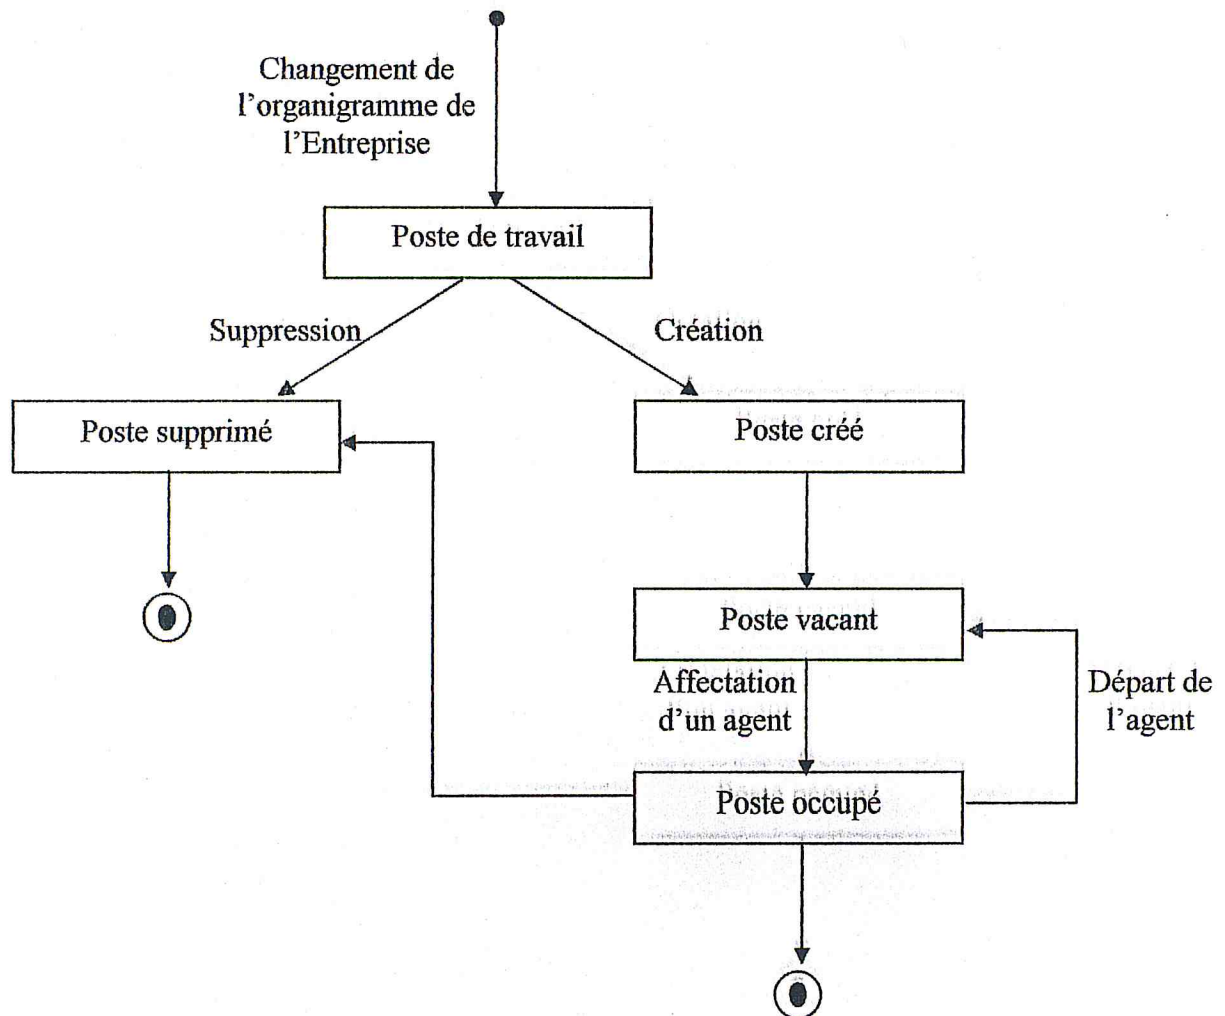 Changement de
l'organigramme de
l'Entreprise
Poste de travail
Suppression
Création
Poste supprimé
Poste créé
Poste vacant
Affectation
d'un agent
Départ de
l'agent
Poste occupé